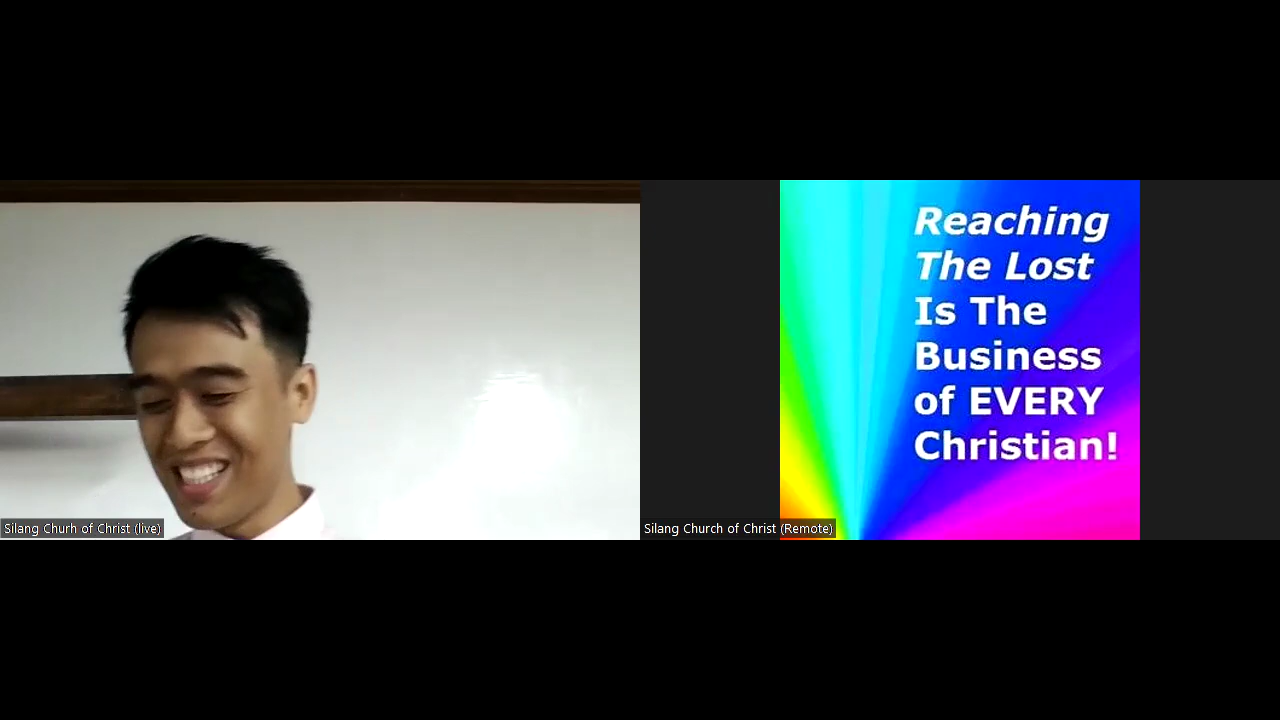 Reaching
The Lost
Is The
Business
of EVERY
Christian!
Silang Churh of Christ (live)
Silang Church of Christ (Remote)